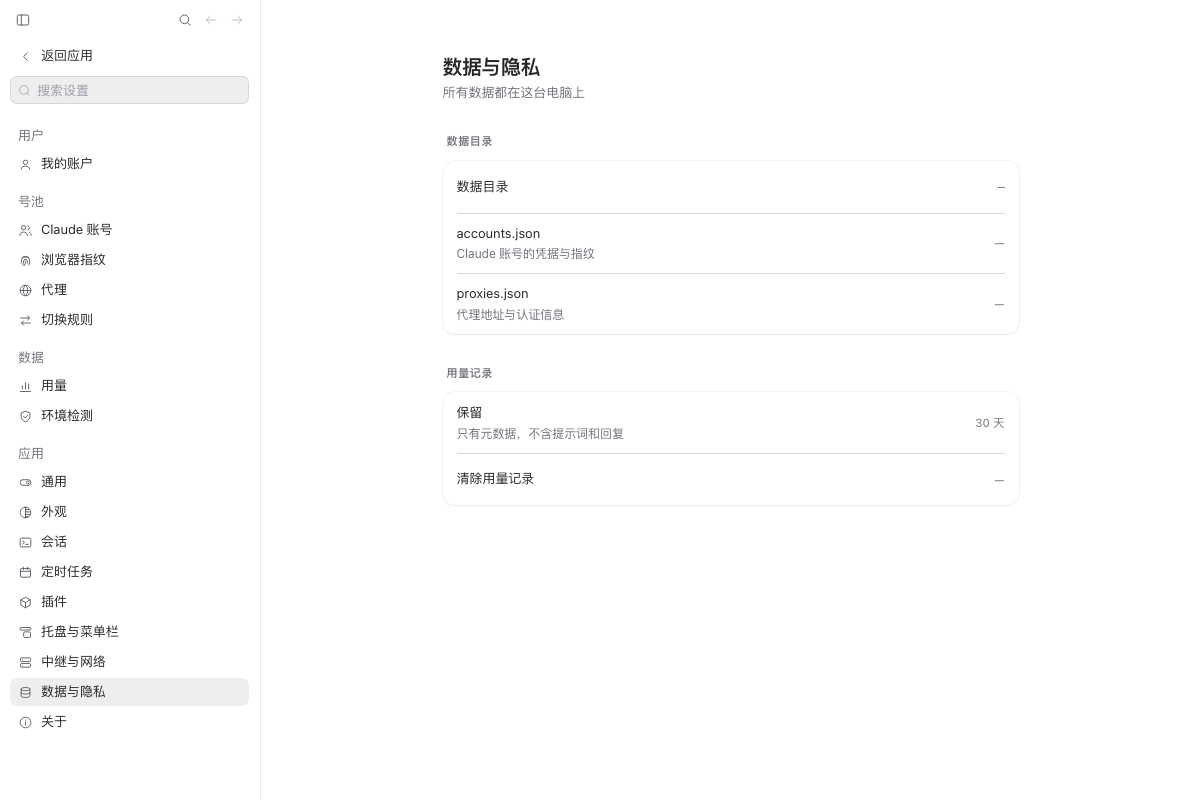 返回应用
搜索设置
用户
我的账户
号池
Claude 账号
浏览器指纹
代理
切换规则
数据
用量
环境检测
应用
通用
外观
会话
定时任务
插件
托盘与菜单栏
中继与网络
数据与隐私
关于
数据与隐私
所有数据都在这台电脑上
数据目录
数据目录 —
accounts.json
Claude 账号的凭据与指纹 —
proxies.json
代理地址与认证信息 —
用量记录
保留
只有元数据，不含提示词和回复
30 天
清除用量记录 —